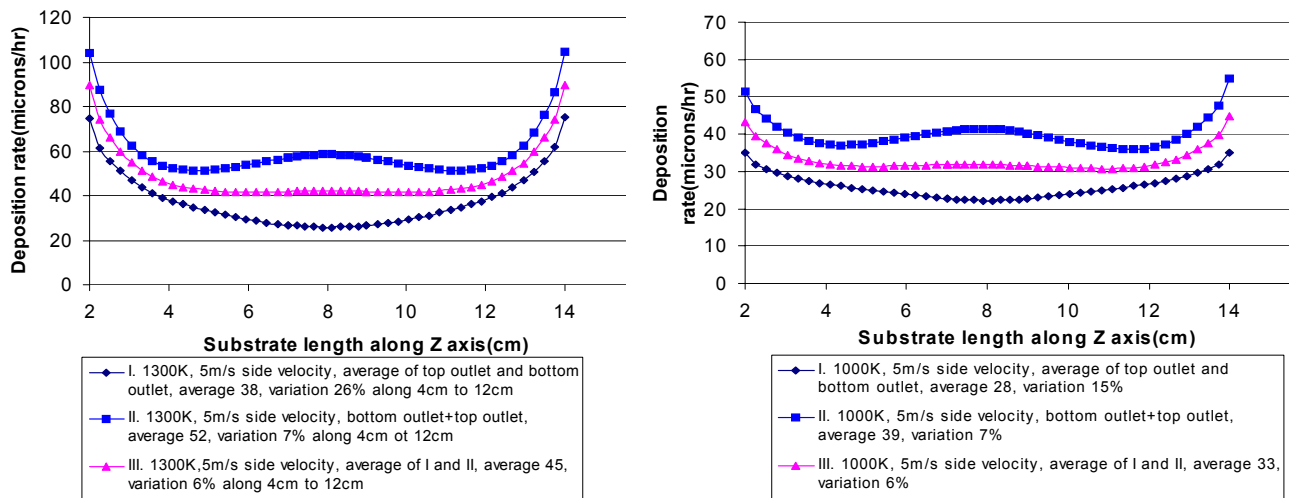 120
100
80
60
40
20
0
Deposition rate(microns/hr)
2 4 6 8 10 12 14
Substrate length along Z axis(cm)
I. 1300K, 5m/s side velocity, average of top outlet and bottom
outlet, average 38, variation 26% along 4cm to 12cm
II. 1300K, 5m/s side velocity, bottom outlet+top outlet,
average 52, variation 7% along 4cm ot 12cm
III. 1300K,5m/s side velocity, average of I and II, average 45,
variation 6% along 4cm to 12cm
70
60
50
40
30
20
10
0
Deposition
rate(microns/hr)
2 4 6 8 10 12 14
Substrate length along Z axis(cm)
I. 1000K, 5m/s side velocity, average of top outlet and
bottom outlet, average 28, variation 15%
II. 1000K, 5m/s side velocity, bottom outlet+top outlet,
average 39, variation 7%
III. 1000K, 5m/s side velocity, average of I and II, average 33,
variation 6%